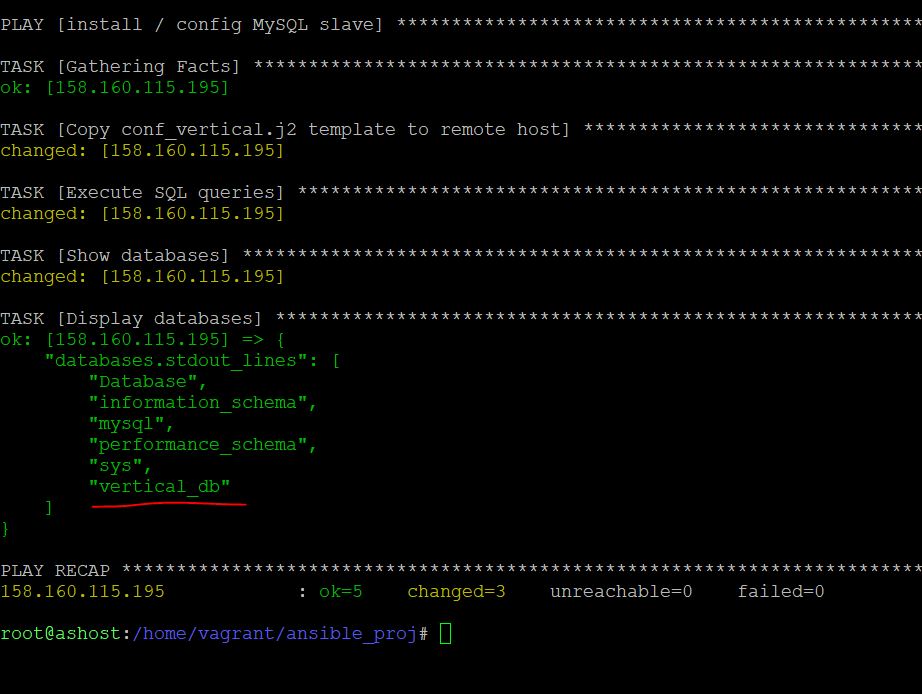 PLAY [install / config MySQL slave] ************************************************
TASK [Gathering Facts] *************************************************************
ok: [158.160.115.195]
TASK [Copy conf_vertical.j2 template to remote host] *******************************
changed: [158.160.115.195]
TASK [Execute SQL queries] *********************************************************
changed: [158.160.115.195]
TASK [Show databases] **************************************************************
changed: [158.160.115.195]
TASK [Display databases] ***********************************************************
ok: [158.160.115.195] => {
    "databases.stdout_lines": [
        "Database",
        "information_schema",
        "mysql",
        "performance_schema",
        "sys",
        "vertical_db"
    ]
}
PLAY RECAP *************************************************************************
158.160.115.195            : ok=5    changed=3    unreachable=0    failed=0
root@ashost:/home/vagrant/ansible_proj#